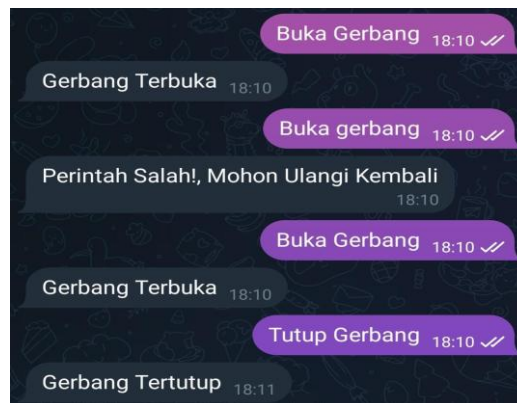 Buka Gerbang 18:10
Gerbang Terbuka 18:10
Buka gerbang 18:10
Perintah Salah!, Mohon Ulangi Kembali
18:10
Buka Gerbang 18:10
Gerbang Terbuka 18:10
Tutup Gerbang 18:10
Gerbang Tertutup 18:11